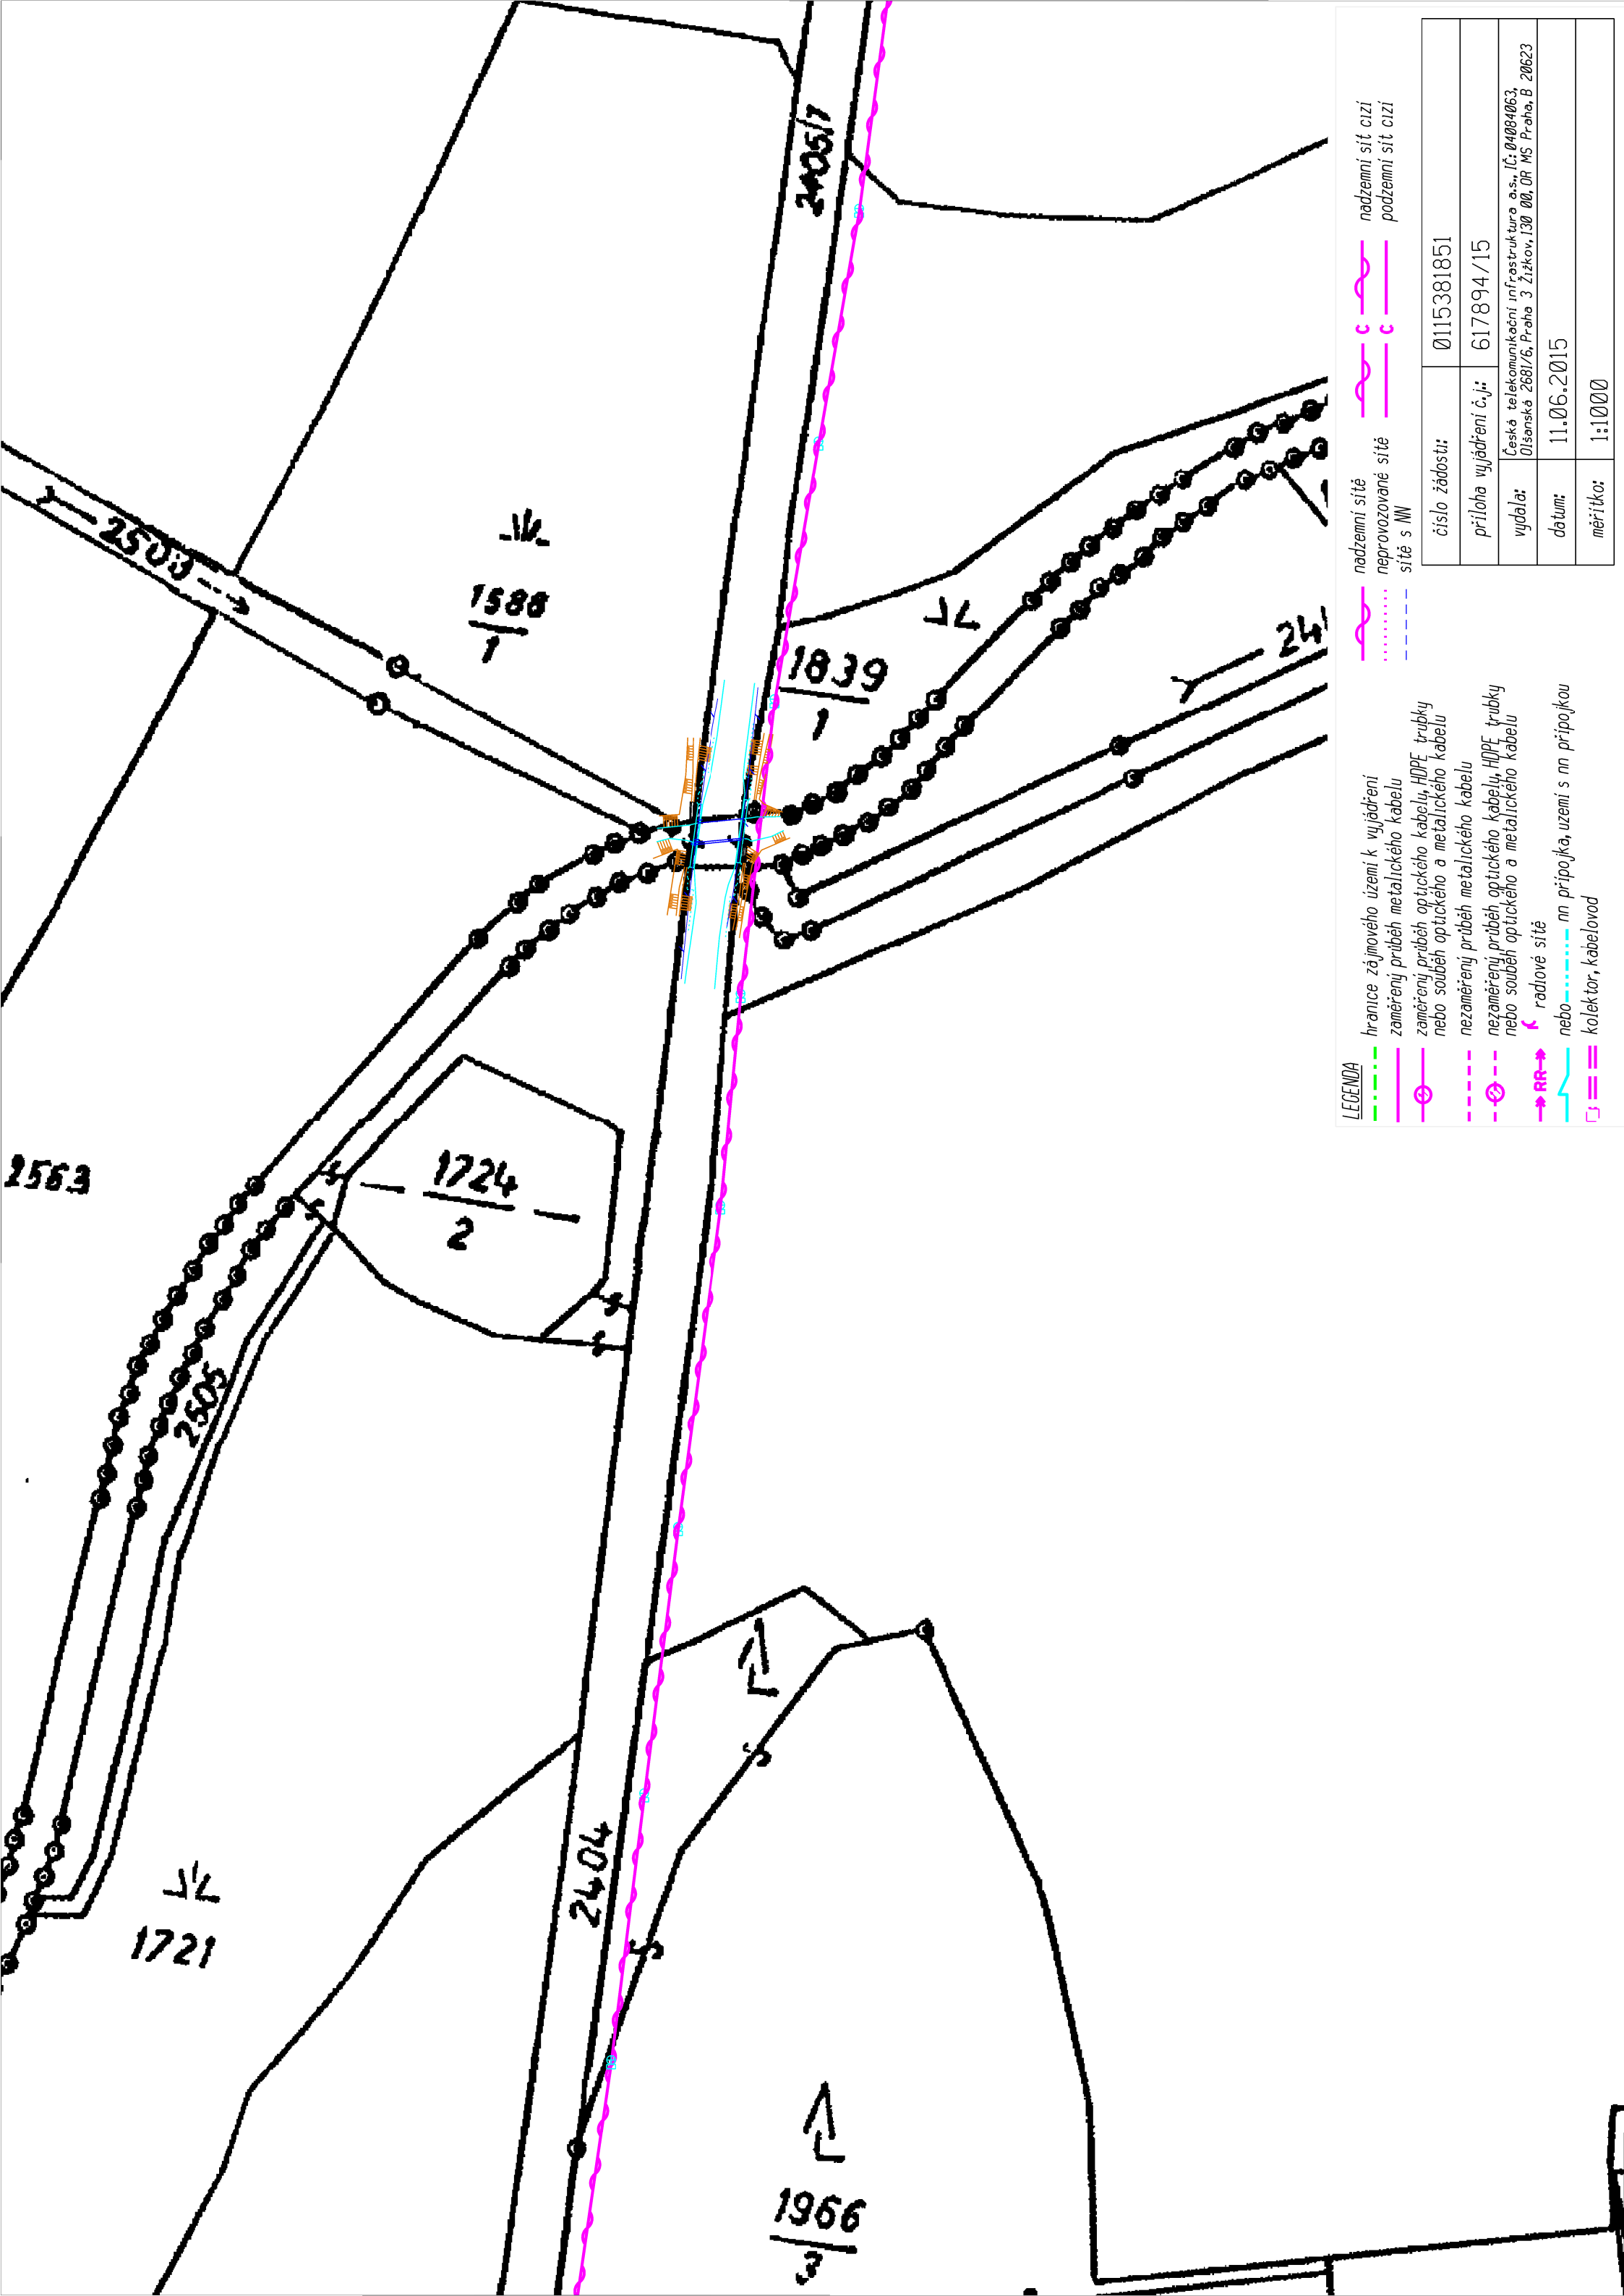 2405/7
2503
1588
1
1839
1
24
2563
1724
2
2505
2404
1721
1966
3
LEGENDA
hranice zájmového území k vyjádření
zaměřený průběh metalického kabelu
zaměřený průběh optického kabelu, HDPE trubky
nebo souběh optického a metalického kabelu
nezaměřený průběh metalického kabelu
nezaměřený průběh optického kabelu, HDPE trubky
nebo souběh optického a metalického kabelu
RR radiové sítě
nebo nn přípojka, území s nn přípojkou
kolektor, kabelovod
nadzemní sítě
neprovozované sítě
sítě s NN
C nadzemní síť cizí
C podzemní síť cizí
číslo žádosti: 0115381851
příloha vyjádření č.j.: 617894/15
vydala: Česká telekomunikační infrastruktura a.s., IČ: 04084063,
Olšanská 2681/6, Praha 3 Žižkov, 130 00, OR MS Praha, B 20623
datum: 11.06.2015
měřítko: 1:1000